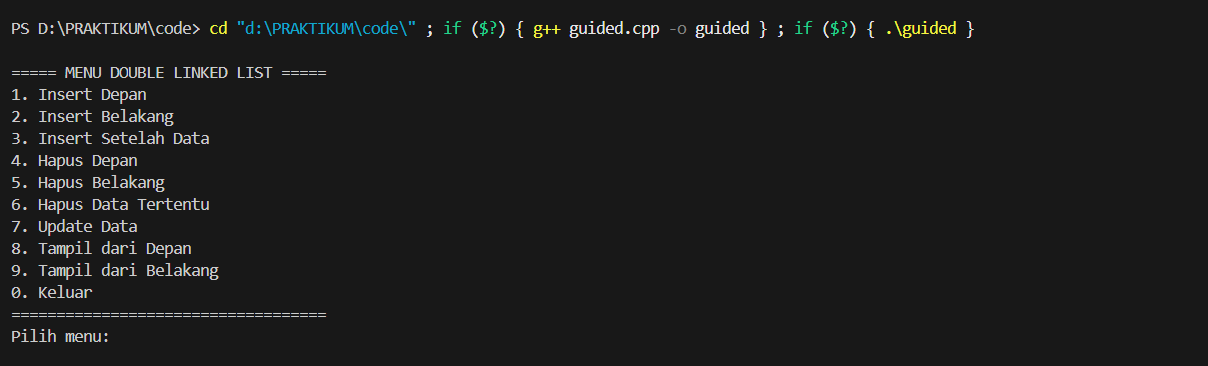 PS D:\PRAKTIKUM\code> cd "d:\PRAKTIKUM\code\" ; if ($?) { g++ guided.cpp -o guided } ; if ($?) { .\guided }
===== MENU DOUBLE LINKED LIST =====
1. Insert Depan
2. Insert Belakang
3. Insert Setelah Data
4. Hapus Depan
5. Hapus Belakang
6. Hapus Data Tertentu
7. Update Data
8. Tampil dari Depan
9. Tampil dari Belakang
0. Keluar
===================================
Pilih menu: